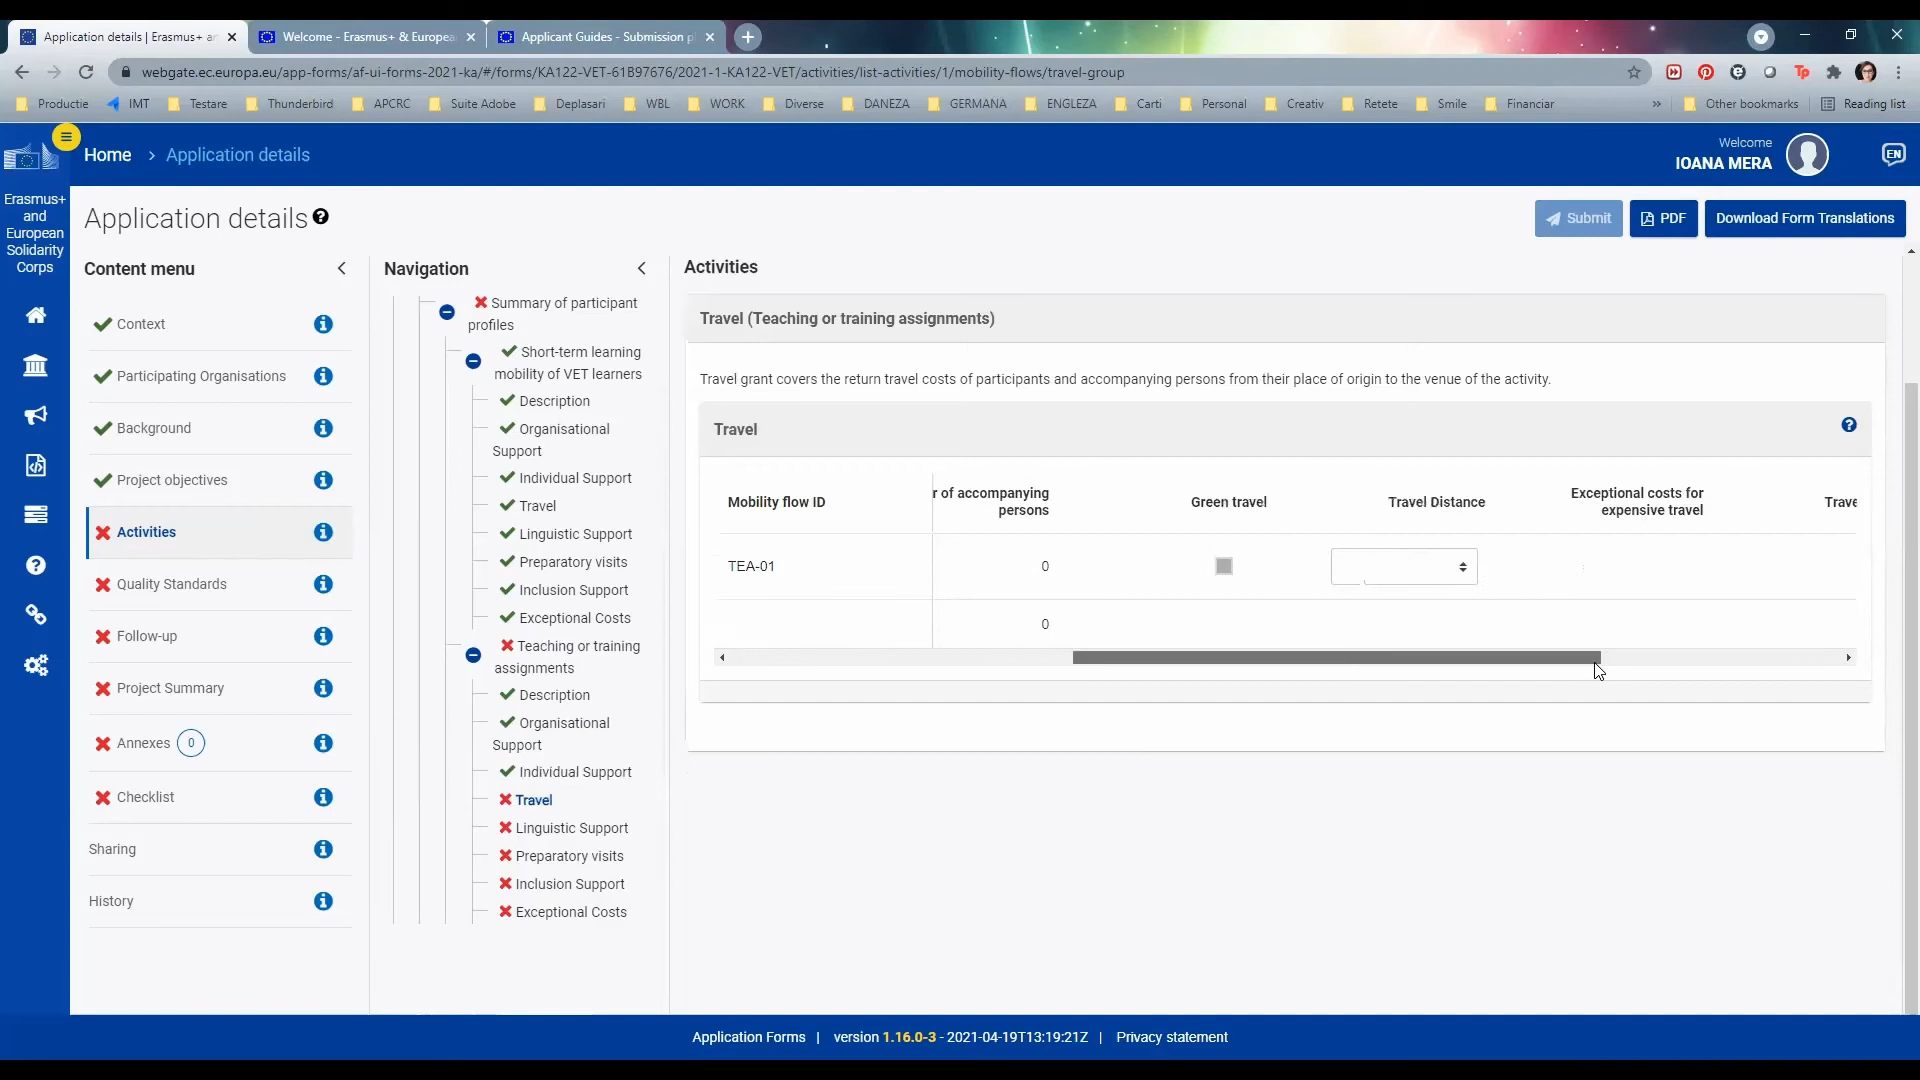 Application details | Erasmus+ an
Welcome - Erasmus+ & Europea
Applicant Guides - Submission p
webgate.ec.europa.eu/app-forms/af-ui-forms-2021-ka/#/forms/KA122-VET-61B97676/2021-1-KA122-VET/activities/list-activities/1/mobility-flows/travel-group
Productie IMT Testare Thunderbird APCRC Suite Adobe Deplasari WBL WORK Diverse DANEZA GERMANA ENGLEZA Carti Personal Creativ Retete Smile Financiar » Other bookmarks Reading list
Home > Application details
Welcome
IOANA MERA
EN
Erasmus+
and
European
Solidarity
Corps
Application details
Submit PDF Download Form Translations
Content menu
Context
Participating Organisations
Background
Project objectives
Activities
Quality Standards
Follow-up
Project Summary
Annexes 0
Checklist
Sharing
History
Navigation
Summary of participant
profiles
Short-term learning
mobility of VET learners
Description
Organisational
Support
Individual Support
Travel
Linguistic Support
Preparatory visits
Inclusion Support
Exceptional Costs
Teaching or training
assignments
Description
Organisational
Support
Individual Support
Travel
Linguistic Support
Preparatory visits
Inclusion Support
Exceptional Costs
Activities
Travel (Teaching or training assignments)
Travel grant covers the return travel costs of participants and accompanying persons from their place of origin to the venue of the activity.
Travel
Mobility flow ID
r of accompanying
persons
Green travel
Travel Distance
Exceptional costs for
expensive travel
Trave
TEA-01 0
0
Application Forms | version 1.16.0-3 - 2021-04-19T13:19:21Z | Privacy statement